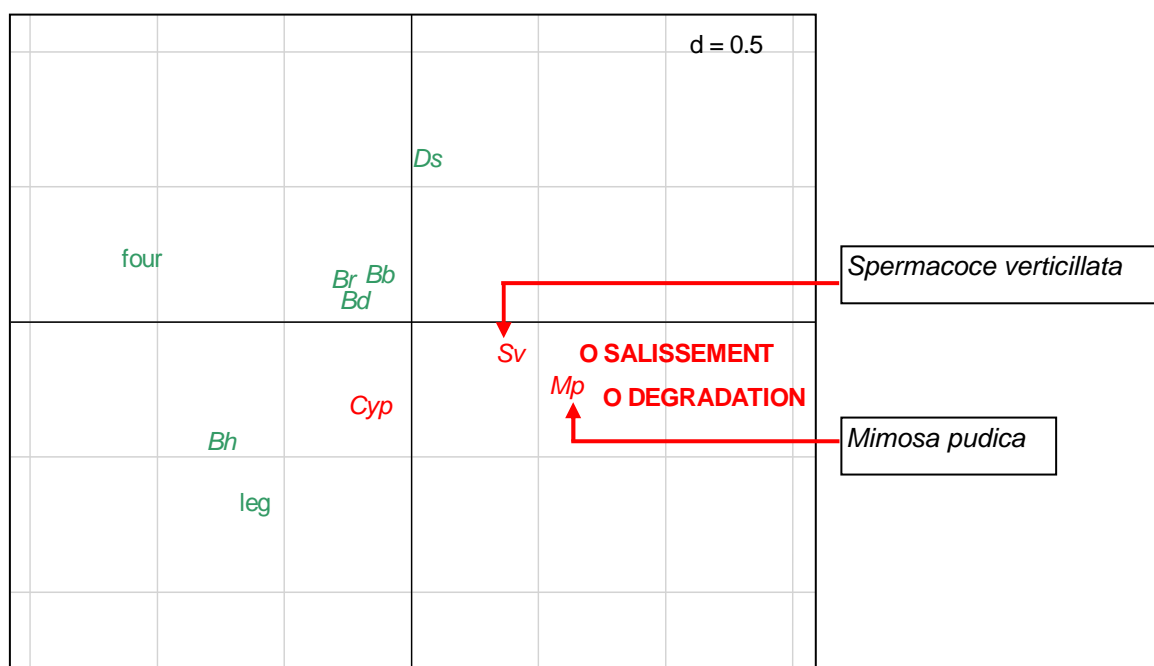 d = 0.5
Ds
four
Br Bb
Bd
Spermacoce verticillata
Sv
O SALISSEMENT
Mp
O DEGRADATION
Cyp
Bh
Mimosa pudica
leg